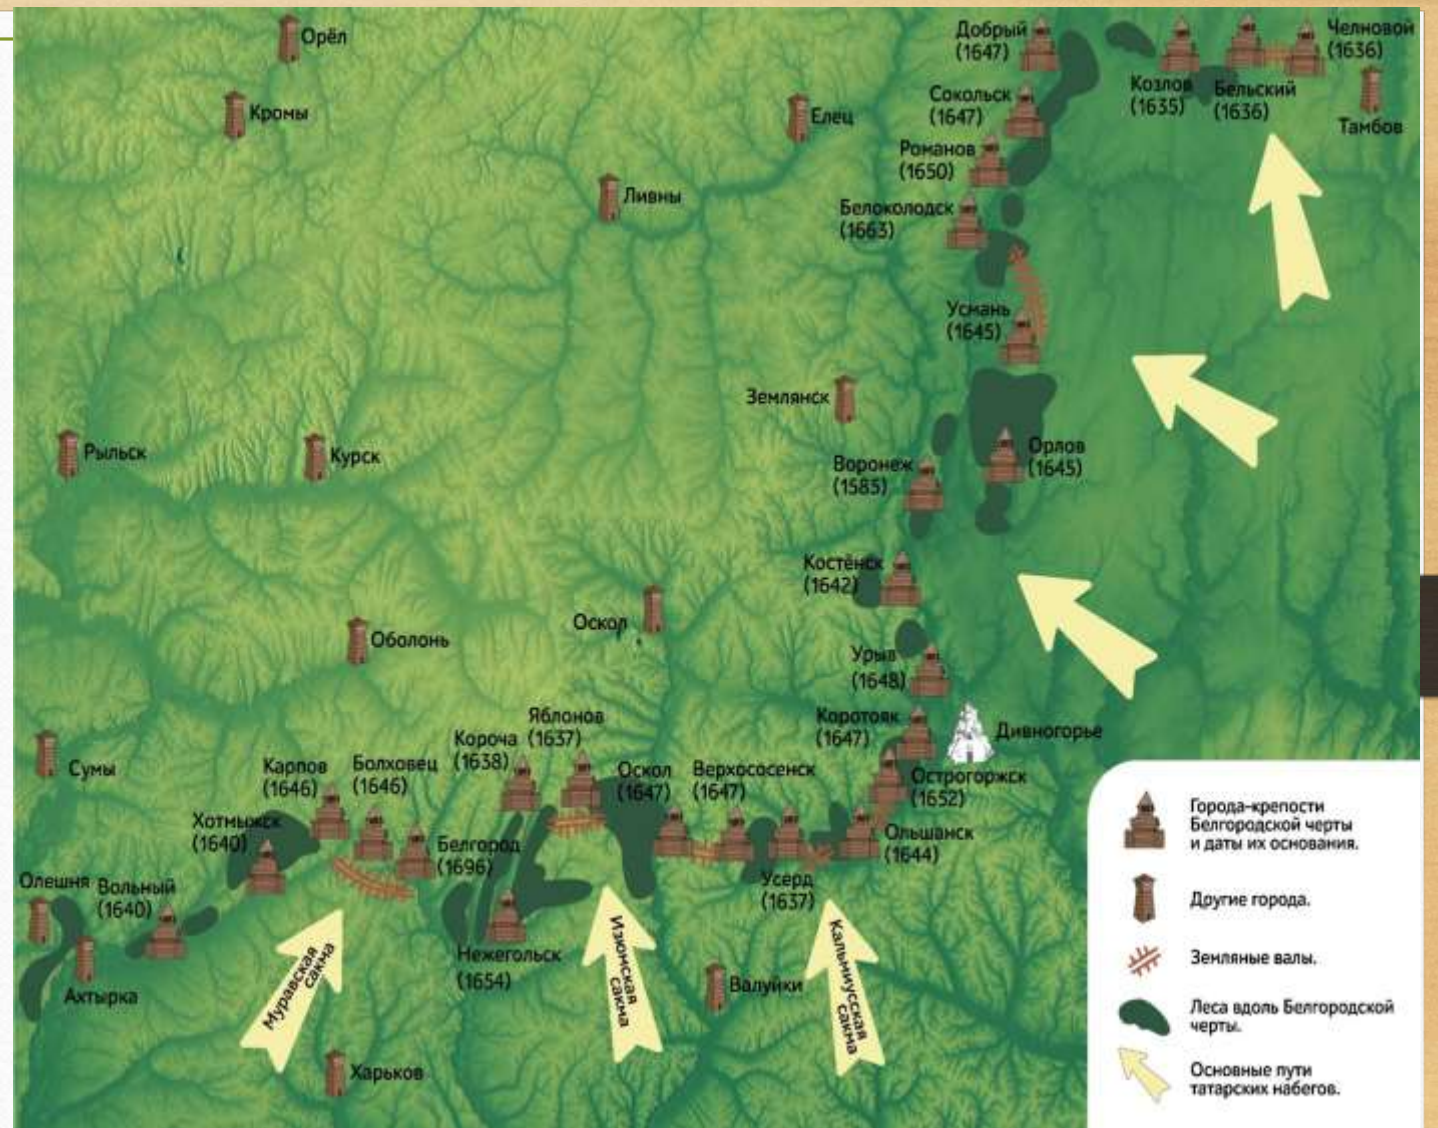 Орёл
Кромы
Елец
Ливны
Добрый
(1647)
Сокольск
(1647)
Романов
(1650)
Белоколодск
(1663)
Козлов
(1635)
Бельский
(1636)
Челновой
(1636)
Тамбов
Усмань
(1645)
Землянск
Рыльск
Курск
Воронеж
(1585)
Орлов
(1645)
Костёнск
(1642)
Оскол
Оболонь
Урыв
(1648)
Коротояк
(1647)
Дивногорье
Сумы
Карпов
(1646)
Болховец
(1646)
Короча
(1638)
Яблонов
(1637)
Оскол
(1647)
Верхососенск
(1647)
Острогоржск
(1652)
Хотмыжск
(1640)
Белгород
(1696)
Ольшанск
(1644)
Олешня
Вольный
(1640)
Усерд
(1637)
Нежегольск
(1654)
Ахтырка
Валуйки
Харьков
Муравская
сакма
Изюмская
сакма
Кальмиусская
сакма
Города-крепости
Белгородской черты
и даты их основания.
Другие города.
Земляные валы.
Леса вдоль Белгородской
черты.
Основные пути
татарских набегов.